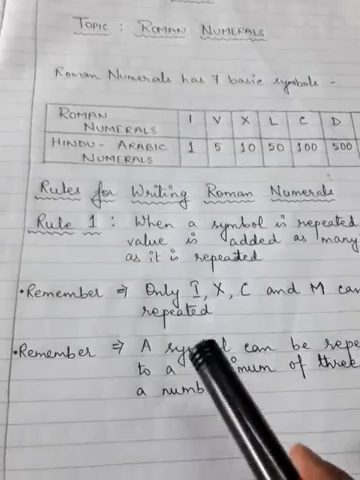 TOPIC : ROMAN NUMERALS
Roman Numerals has 7 basic symbols -
ROMAN NUMERALS | I | V | X | L | C | D
HINDU - ARABIC NUMERALS | 1 | 5 | 10 | 50 | 100 | 500
Rules for Writing Roman Numerals
Rule 1 : When a symbol is repeated
value is added as many
as it is repeated
• Remember ⇒ Only I, X, C and M can
repeated
• Remember ⇒ A can be repe
to a of three
a numb